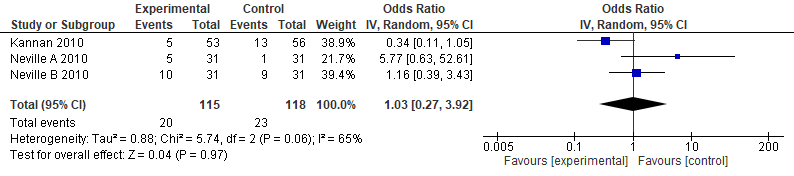 Experimental Control Odds Ratio Odds Ratio
Study or Subgroup Events Total Events Total Weight IV, Random, 95% CI IV, Random, 95% CI
Kannan 2010 5 53 13 56 38.9% 0.34 [0.11, 1.05]
Neville A 2010 5 31 1 31 21.7% 5.77 [0.63, 52.61]
Neville B 2010 10 31 9 31 39.4% 1.16 [0.39, 3.43]
Total (95% CI) 115 118 100.0% 1.03 [0.27, 3.92]
Total events 20 23
Heterogeneity: Tau² = 0.88; Chi² = 5.74, df = 2 (P = 0.06); I² = 65%
Test for overall effect: Z = 0.04 (P = 0.97)
0.005 0.1 1 10 200
Favours [experimental] Favours [control]